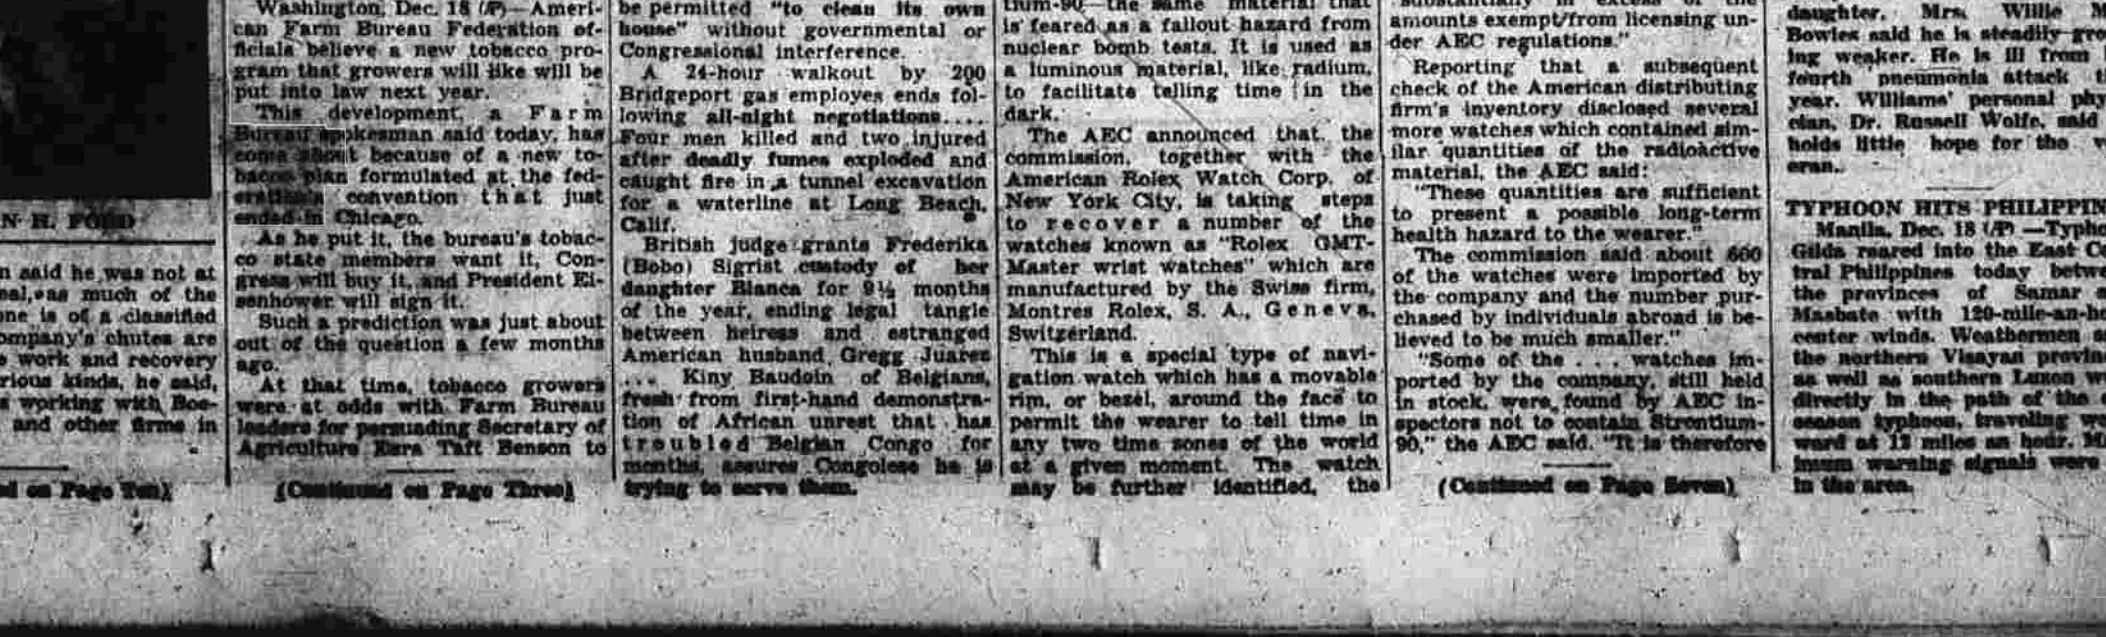 N H. FORD
n said he was not at
eal, as much of the
one is of a classified
ompany's chutes are
work and recovery
rious kinds, he said,
working with Boe-
and other firms in
ed on Page Ten)
Washington, Dec. 18 (AP)—Ameri-
can Farm Bureau Federation of-
ficials believe a new tobacco pro-
gram that growers will like will be
put into law next year.
This development, a Farm
Bureau spokesman said today, has
come about because of a new to-
bacco plan formulated at the fed-
eration's convention that just
ended in Chicago.
As he put it, the bureau's tobac-
co state members want it, Con-
gress will buy it, and President Ei-
senhower will sign it.
Such a prediction was just about
out of the question a few months
ago.
At that time, tobacco growers
were at odds with Farm Bureau
leaders for persuading Secretary of
Agriculture Ezra Taft Benson to
(Continued on Page Three)
be permitted "to clean its own
house" without governmental or
Congressional interference.
A 24-hour walkout by 200
Bridgeport gas employes ends fol-
lowing all-night negotiations....
Four men killed and two injured
after deadly fumes exploded and
caught fire in a tunnel excavation
for a waterline at Long Beach,
Calif.
British judge grants Frederika
(Bobo) Sigrist custody of her
daughter Bianca for 9½ months
of the year, ending legal tangle
between heiress and estranged
American husband, Gregg Juarez
... Kiny Baudoin of Belgians,
fresh from first-hand demonstra-
tion of African unrest that has
troubled Belgian Congo for
months, assures Congolese he is
trying to serve them.
tium-90—the same material that
is feared as a fallout hazard from
nuclear bomb tests. It is used as
a luminous material, like radium,
to facilitate telling time in the
dark.
The AEC announced that the
commission, together with the
American Rolex Watch Corp. of
New York City, is taking steps
to recover a number of the
watches known as "Rolex GMT-
Master wrist watches" which are
manufactured by the Swiss firm,
Montres Rolex, S. A., Geneva,
Switzerland.
This is a special type of navi-
gation watch which has a movable
rim, or bezel, around the face to
permit the wearer to tell time in
any two time zones of the world
at a given moment. The watch
may be further identified, the
substantially in excess of the
amounts exempt from licensing un-
der AEC regulations."
Reporting that a subsequent
check of the American distributing
firm's inventory disclosed several
more watches which contained sim-
ilar quantities of the radioactive
material, the AEC said:
"These quantities are sufficient
to present a possible long-term
health hazard to the wearer."
The commission said about 600
of the watches were imported by
the company and the number pur-
chased by individuals abroad is be-
lieved to be much smaller."
"Some of the . . . watches im-
ported by the company, still held
in stock, were found by AEC in-
spectors not to contain Strontium-
90," the AEC said. "It is therefore
(Continued on Page Seven)
daughter, Mrs. Willie M
Bowles said he is steadily gro
ing weaker. He is ill from
fourth pneumonia attack t
year. Williams' personal phy
cian, Dr. Russell Wolfe, said
holds little hope for the v
eran.
TYPHOON HITS PHILIPPIN
Manila, Dec. 18 (AP)—Typho
Gilda roared into the East Ce
tral Philippines today betwe
the provinces of Samar a
Masbate with 120-mile-an-ho
center winds. Weathermen s
the northern Visayan provinc
as well as southern Luzon we
directly in the path of the
season typhoon, traveling we
ward at 12 miles an hour. M
imum warning signals were
in the area.